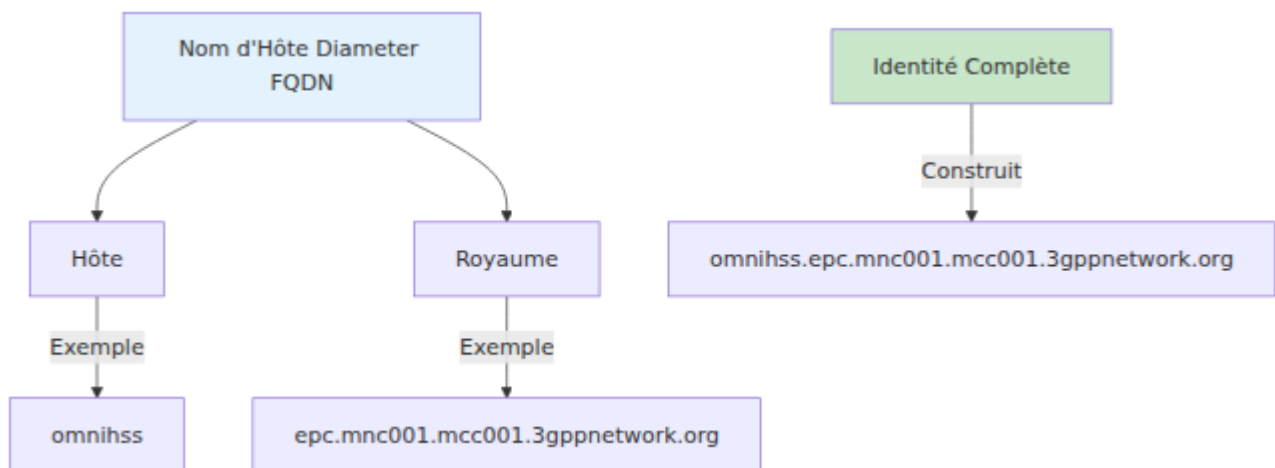 Nom d'Hôte Diameter
FQDN
Identité Complète
Construit
Hôte
Royaume
omnihss.epc.mnc001.mcc001.3gppnetwork.org
Exemple
Exemple
omnihss
epc.mnc001.mcc001.3gppnetwork.org